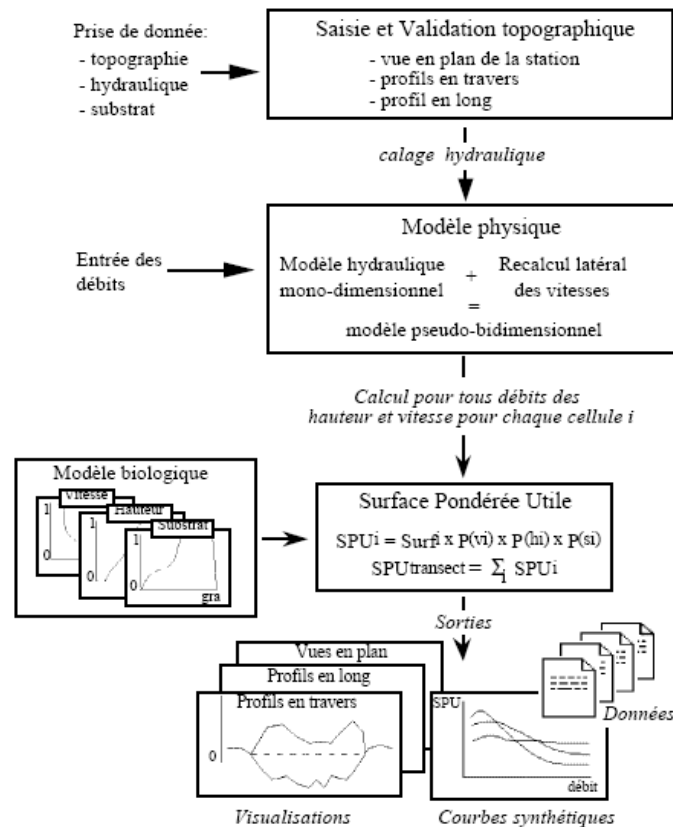 Prise de donnée:
- topographie
- hydraulique
- substrat
Saisie et Validation topographique
- vue en plan de la station
- profils en travers
- profil en long
calage hydraulique
Modèle physique
Entrée des
débits
Modèle hydraulique
mono-dimensionnel
+
Recalcul latéral
des vitesses
=
modèle pseudo-bidimensionnel
Calcul pour tous débits des
hauteur et vitesse pour chaque cellule i
Modèle biologique
Vitesse
1
0
Hauteur
1
0
Substrat
1
0
gra
Surface Pondérée Utile
SPUi = Surfi x P(vi) x P(hi) x P(si)
SPUtransect = Σi SPUi
Sorties
Vues en plan
Profils en long
Profils en travers
0
SPU
débit
Données
Visualisations
Courbes synthétiques